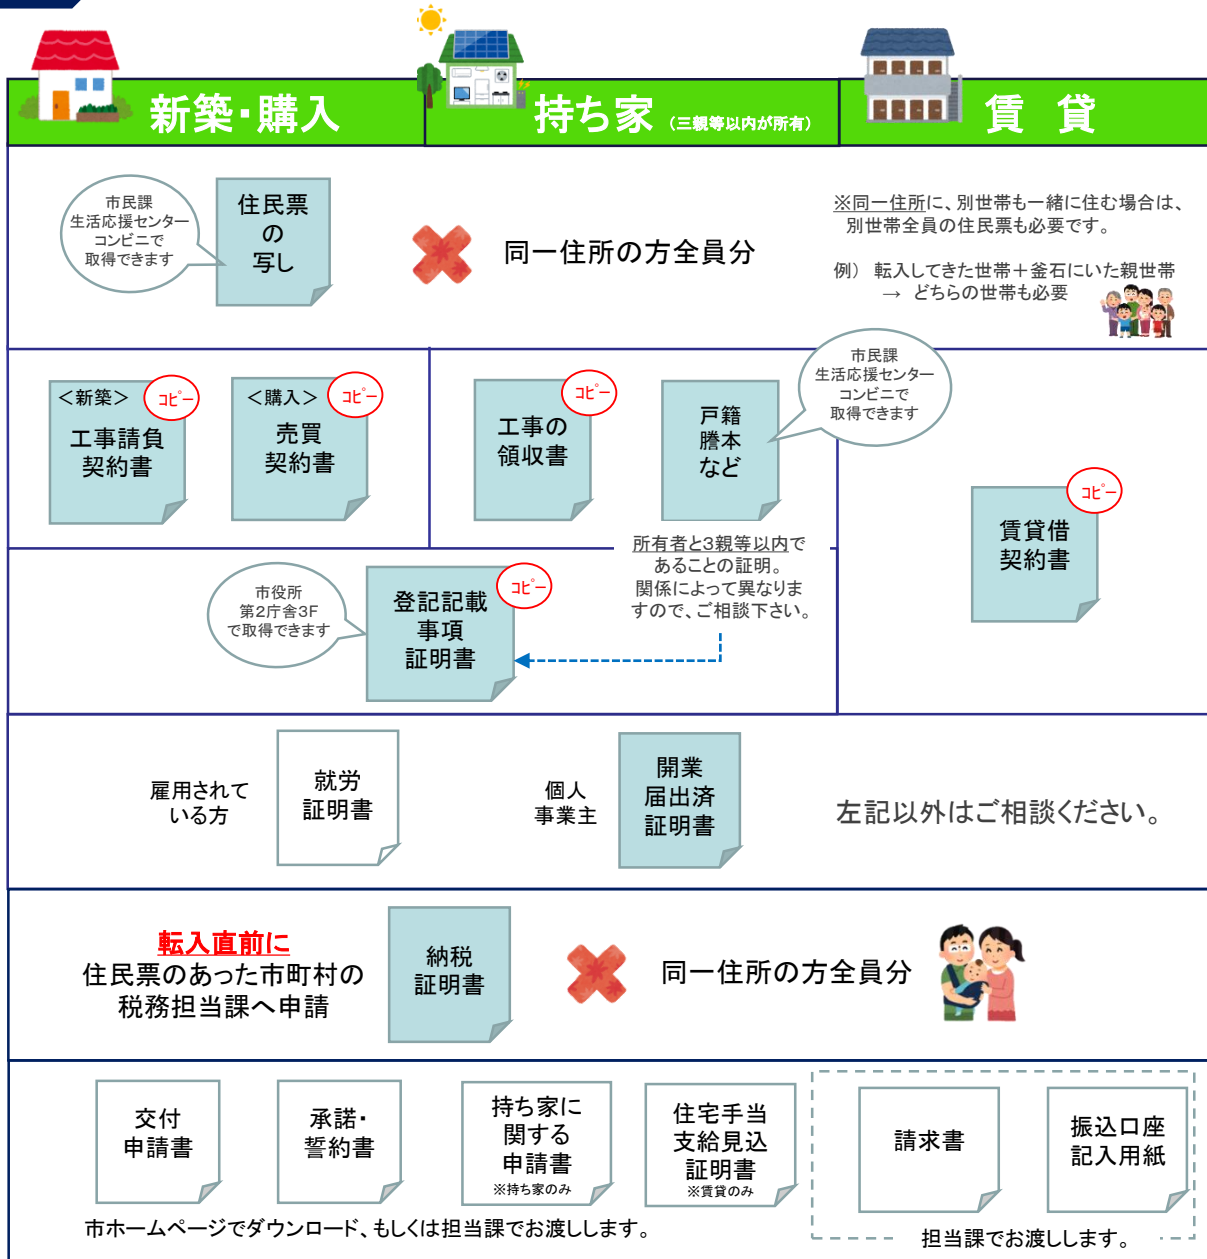 新築・購入
持ち家 (三親等以内が所有)
賃 貸
市民課
生活応援センター
コンビニで
取得できます
住民票
の
写し
同一住所の方全員分
※同一住所に、別世帯も一緒に住む場合は、
別世帯全員の住民票も必要です。
例) 転入してきた世帯+釜石にいた親世帯
→ どちらの世帯も必要
<新築>
コピー
工事請負
契約書
<購入>
コピー
売買
契約書
コピー
工事の
領収書
戸籍
謄本
など
市民課
生活応援センター
コンビニで
取得できます
所有者と3親等以内で
あることの証明。
関係によって異なりま
すので、ご相談下さい。
コピー
賃貸借
契約書
市役所
第2庁舎3F
で取得できます
コピー
登記記載
事項
証明書
雇用されて
いる方
就労
証明書
個人
事業主
開業
届出済
証明書
左記以外はご相談ください。
転入直前に
住民票のあった市町村の
税務担当課へ申請
納税
証明書
同一住所の方全員分
交付
申請書
承諾・
誓約書
持ち家に
関する
申請書
※持ち家のみ
住宅手当
支給見込
証明書
※賃貸のみ
請求書
振込口座
記入用紙
市ホームページでダウンロード、もしくは担当課でお渡しします。
担当課でお渡しします。